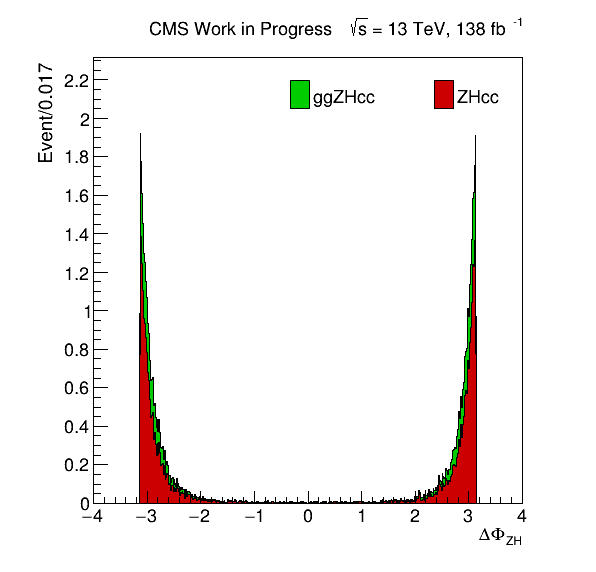 CMS Work in Progress √s = 13 TeV, 138 fb⁻¹
Event/0.017
ggZHcc ZHcc
2.2
2
1.8
1.6
1.4
1.2
1
0.8
0.6
0.4
0.2
0
−4 −3 −2 −1 0 1 2 3 4
ΔΦ_ZH